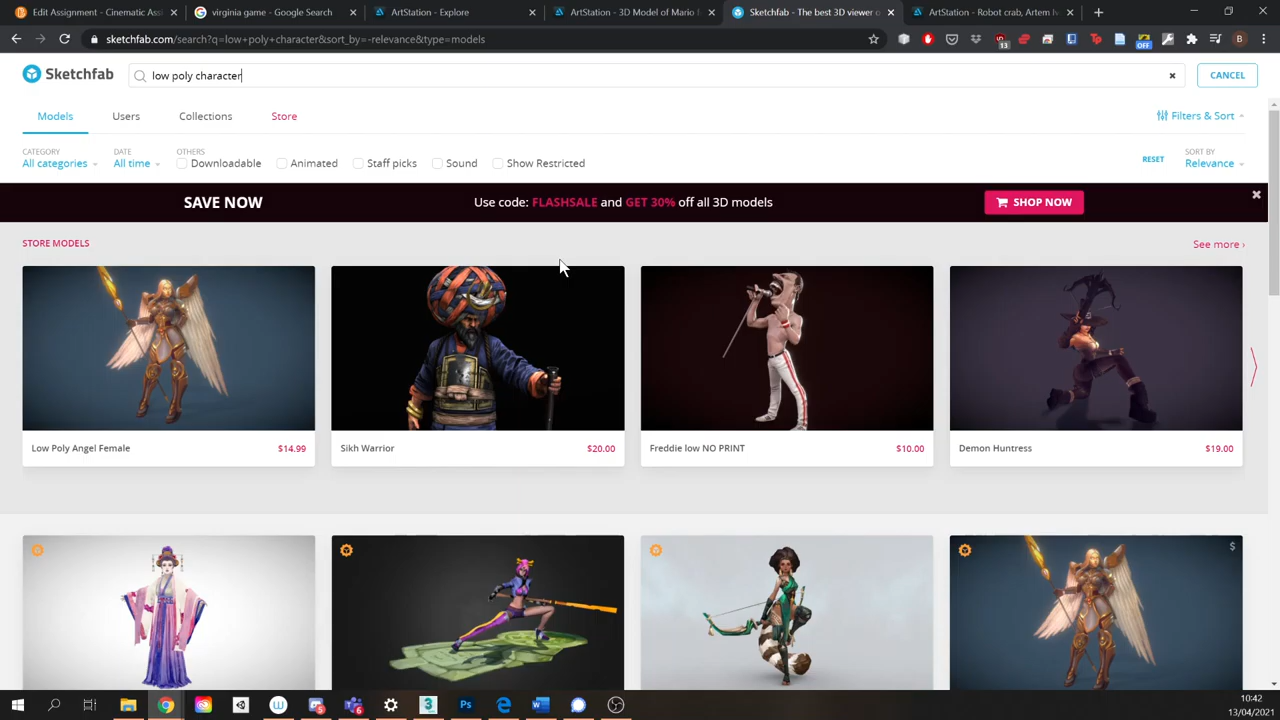 Edit Assignment - Cinematic Ass
virginia game - Google Search
ArtStation - Explore
ArtStation - 3D Model of Mario
Sketchfab - The best 3D viewer o
ArtStation - Robot crab, Artem Iv
sketchfab.com/search?q=low+poly+character&sort_by=-relevance&type=models
13
OFF
B
Sketchfab
low poly character
CANCEL
Models
Users
Collections
Store
Filters & Sort
CATEGORY
All categories
DATE
All time
OTHERS
Downloadable
Animated
Staff picks
Sound
Show Restricted
RESET
SORT BY
Relevance
SAVE NOW
Use code: FLASHSALE and GET 30% off all 3D models
SHOP NOW
STORE MODELS
See more ›
Low Poly Angel Female
$14.99
Sikh Warrior
$20.00
Freddie low NO PRINT
$10.00
Demon Huntress
$19.00
$
10:42
13/04/2021